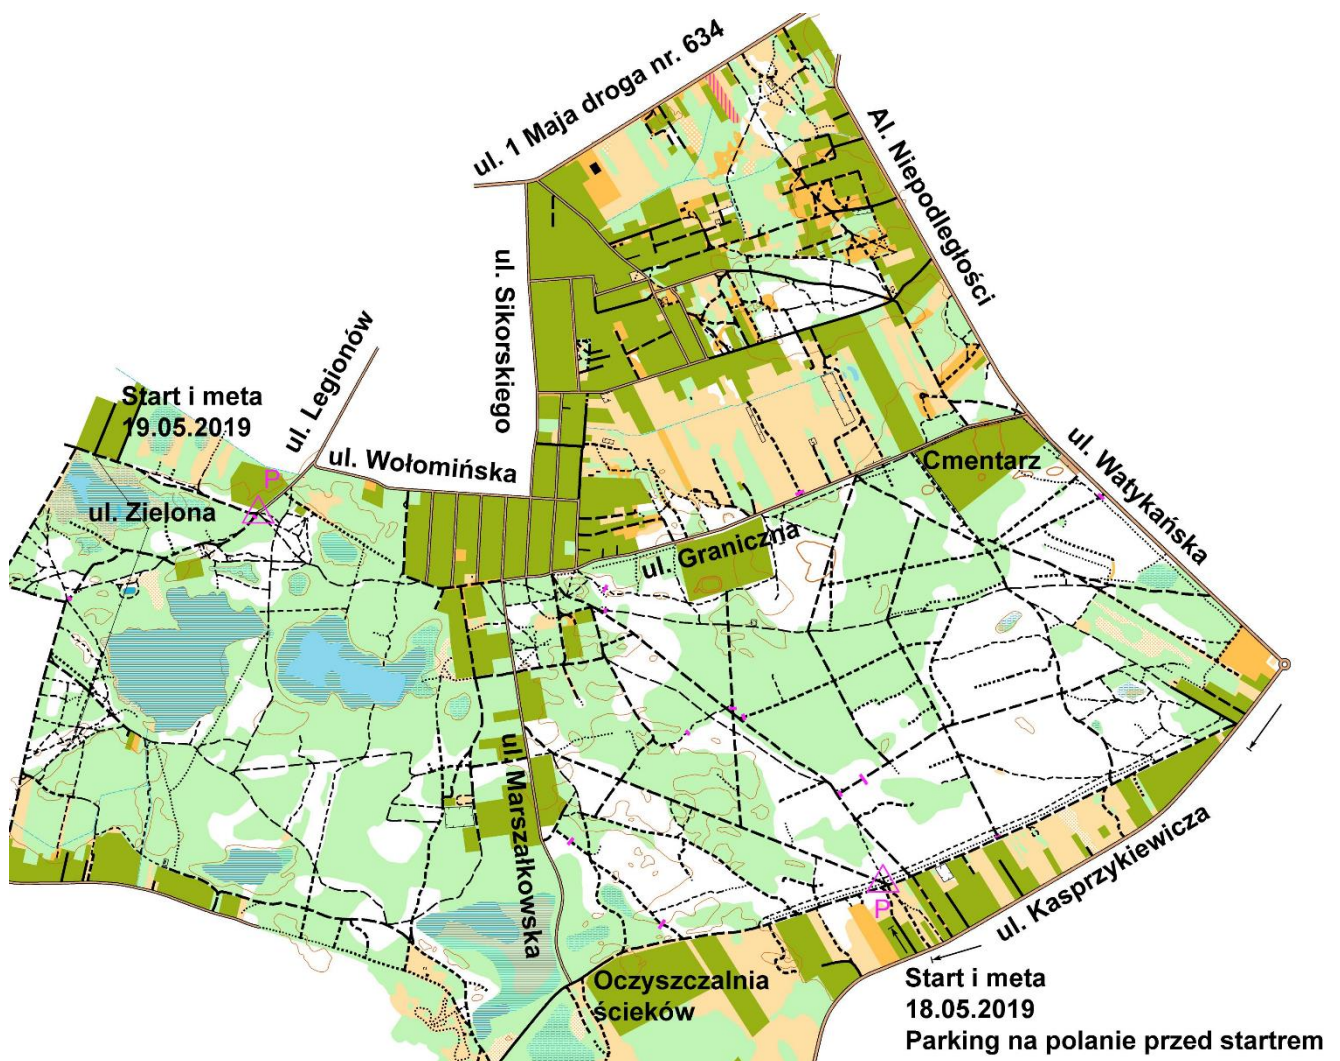 ul. 1 Maja droga nr. 634
Al. Niepodległości
ul. Sikorskiego
ul. Legionów
Start i meta
19.05.2019
P
ul. Wołomińska
ul. Zielona
Cmentarz
ul. Watykańska
ul. Graniczna
ul. Marszałkowska
ul. Kasprzykiewicza
P
Oczyszczalnia
ścieków
Start i meta
18.05.2019
Parking na polanie przed startrem